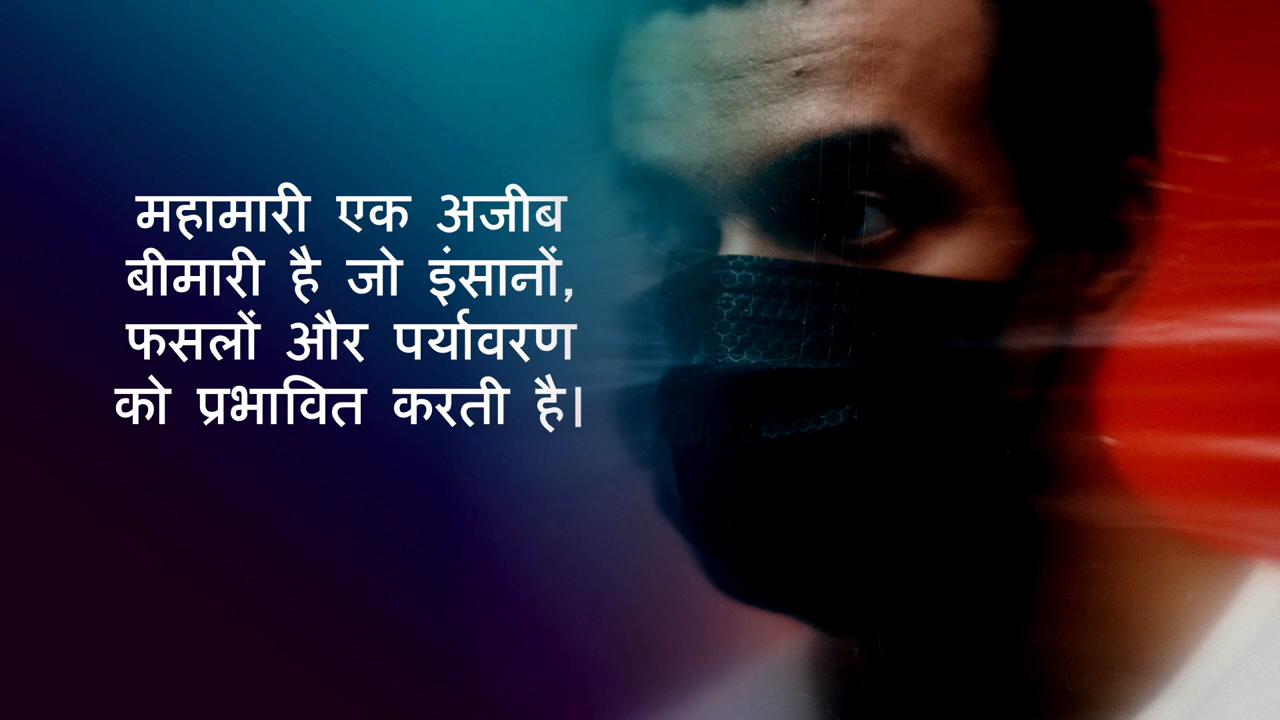 महामारी एक अजीब
बीमारी है जो इंसानों,
फसलों और पर्यावरण
को प्रभावित करती है।